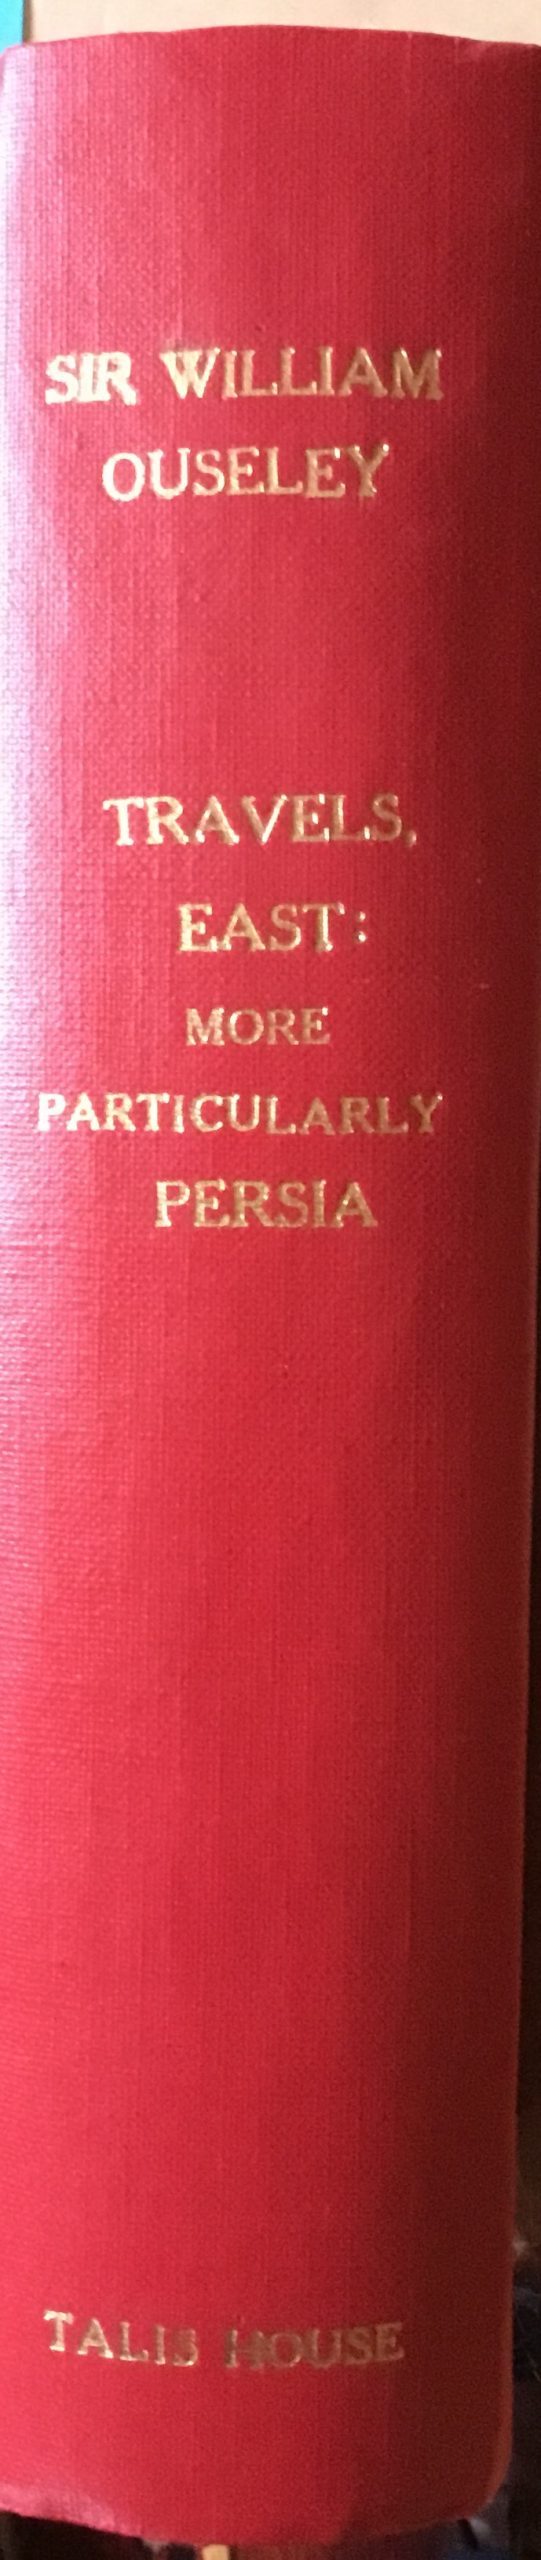 SIR WILLIAM
OUSELEY
TRAVELS,
EAST:
MORE
PARTICULARLY
PERSIA
TALIS HOUSE